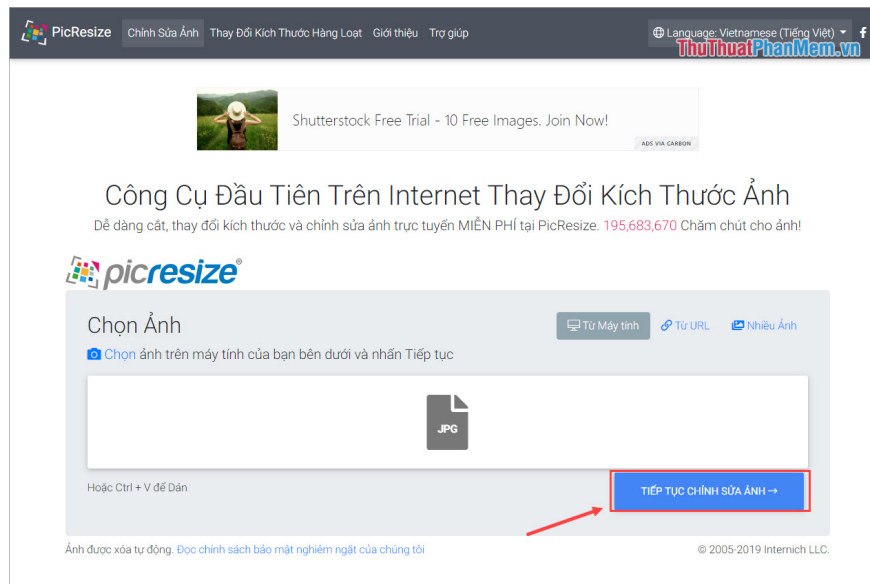 PicResize Chỉnh Sửa Ảnh Thay Đổi Kích Thước Hàng Loạt Giới thiệu Trợ giúp Language: Vietnamese (Tiếng Việt)
ThuThuatPhanMem.vn
Shutterstock Free Trial - 10 Free Images. Join Now!
ADS VIA CARBON
Công Cụ Đầu Tiên Trên Internet Thay Đổi Kích Thước Ảnh
Dễ dàng cắt, thay đổi kích thước và chỉnh sửa ảnh trực tuyến MIỄN PHÍ tại PicResize. 195,683,670 Chăm chút cho ảnh!
picresize®
Chọn Ảnh Từ Máy tính Từ URL Nhiều Ảnh
Chọn ảnh trên máy tính của bạn bên dưới và nhấn Tiếp tục
JPG
Hoặc Ctrl + V để Dán
TIẾP TỤC CHỈNH SỬA ẢNH →
Ảnh được xóa tự động. Đọc chính sách bảo mật nghiêm ngặt của chúng tôi © 2005-2019 Internich LLC.